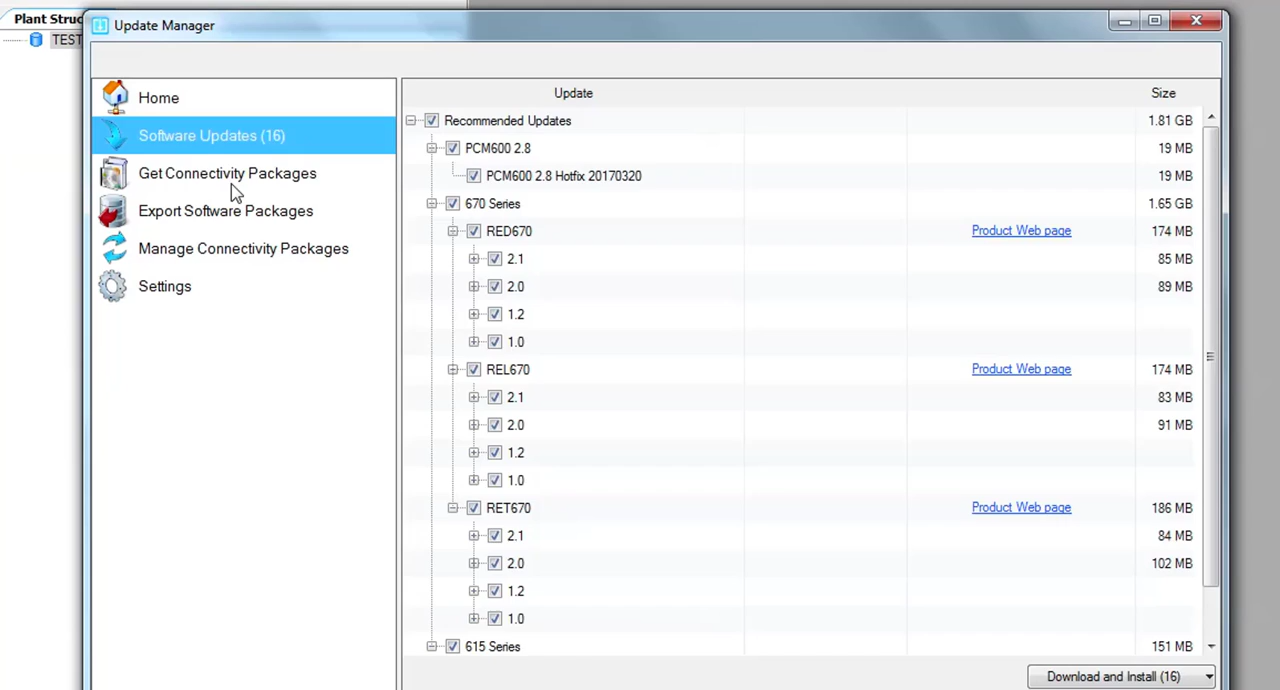 Plant Struc
TEST
Update Manager
Home
Software Updates (16)
Get Connectivity Packages
Export Software Packages
Manage Connectivity Packages
Settings
Update Size
Recommended Updates 1.81 GB
PCM600 2.8 19 MB
PCM600 2.8 Hotfix 20170320 19 MB
670 Series 1.65 GB
RED670 Product Web page 174 MB
2.1 85 MB
2.0 89 MB
1.2
1.0
REL670 Product Web page 174 MB
2.1 83 MB
2.0 91 MB
1.2
1.0
RET670 Product Web page 186 MB
2.1 84 MB
2.0 102 MB
1.2
1.0
615 Series 151 MB
Download and Install (16)